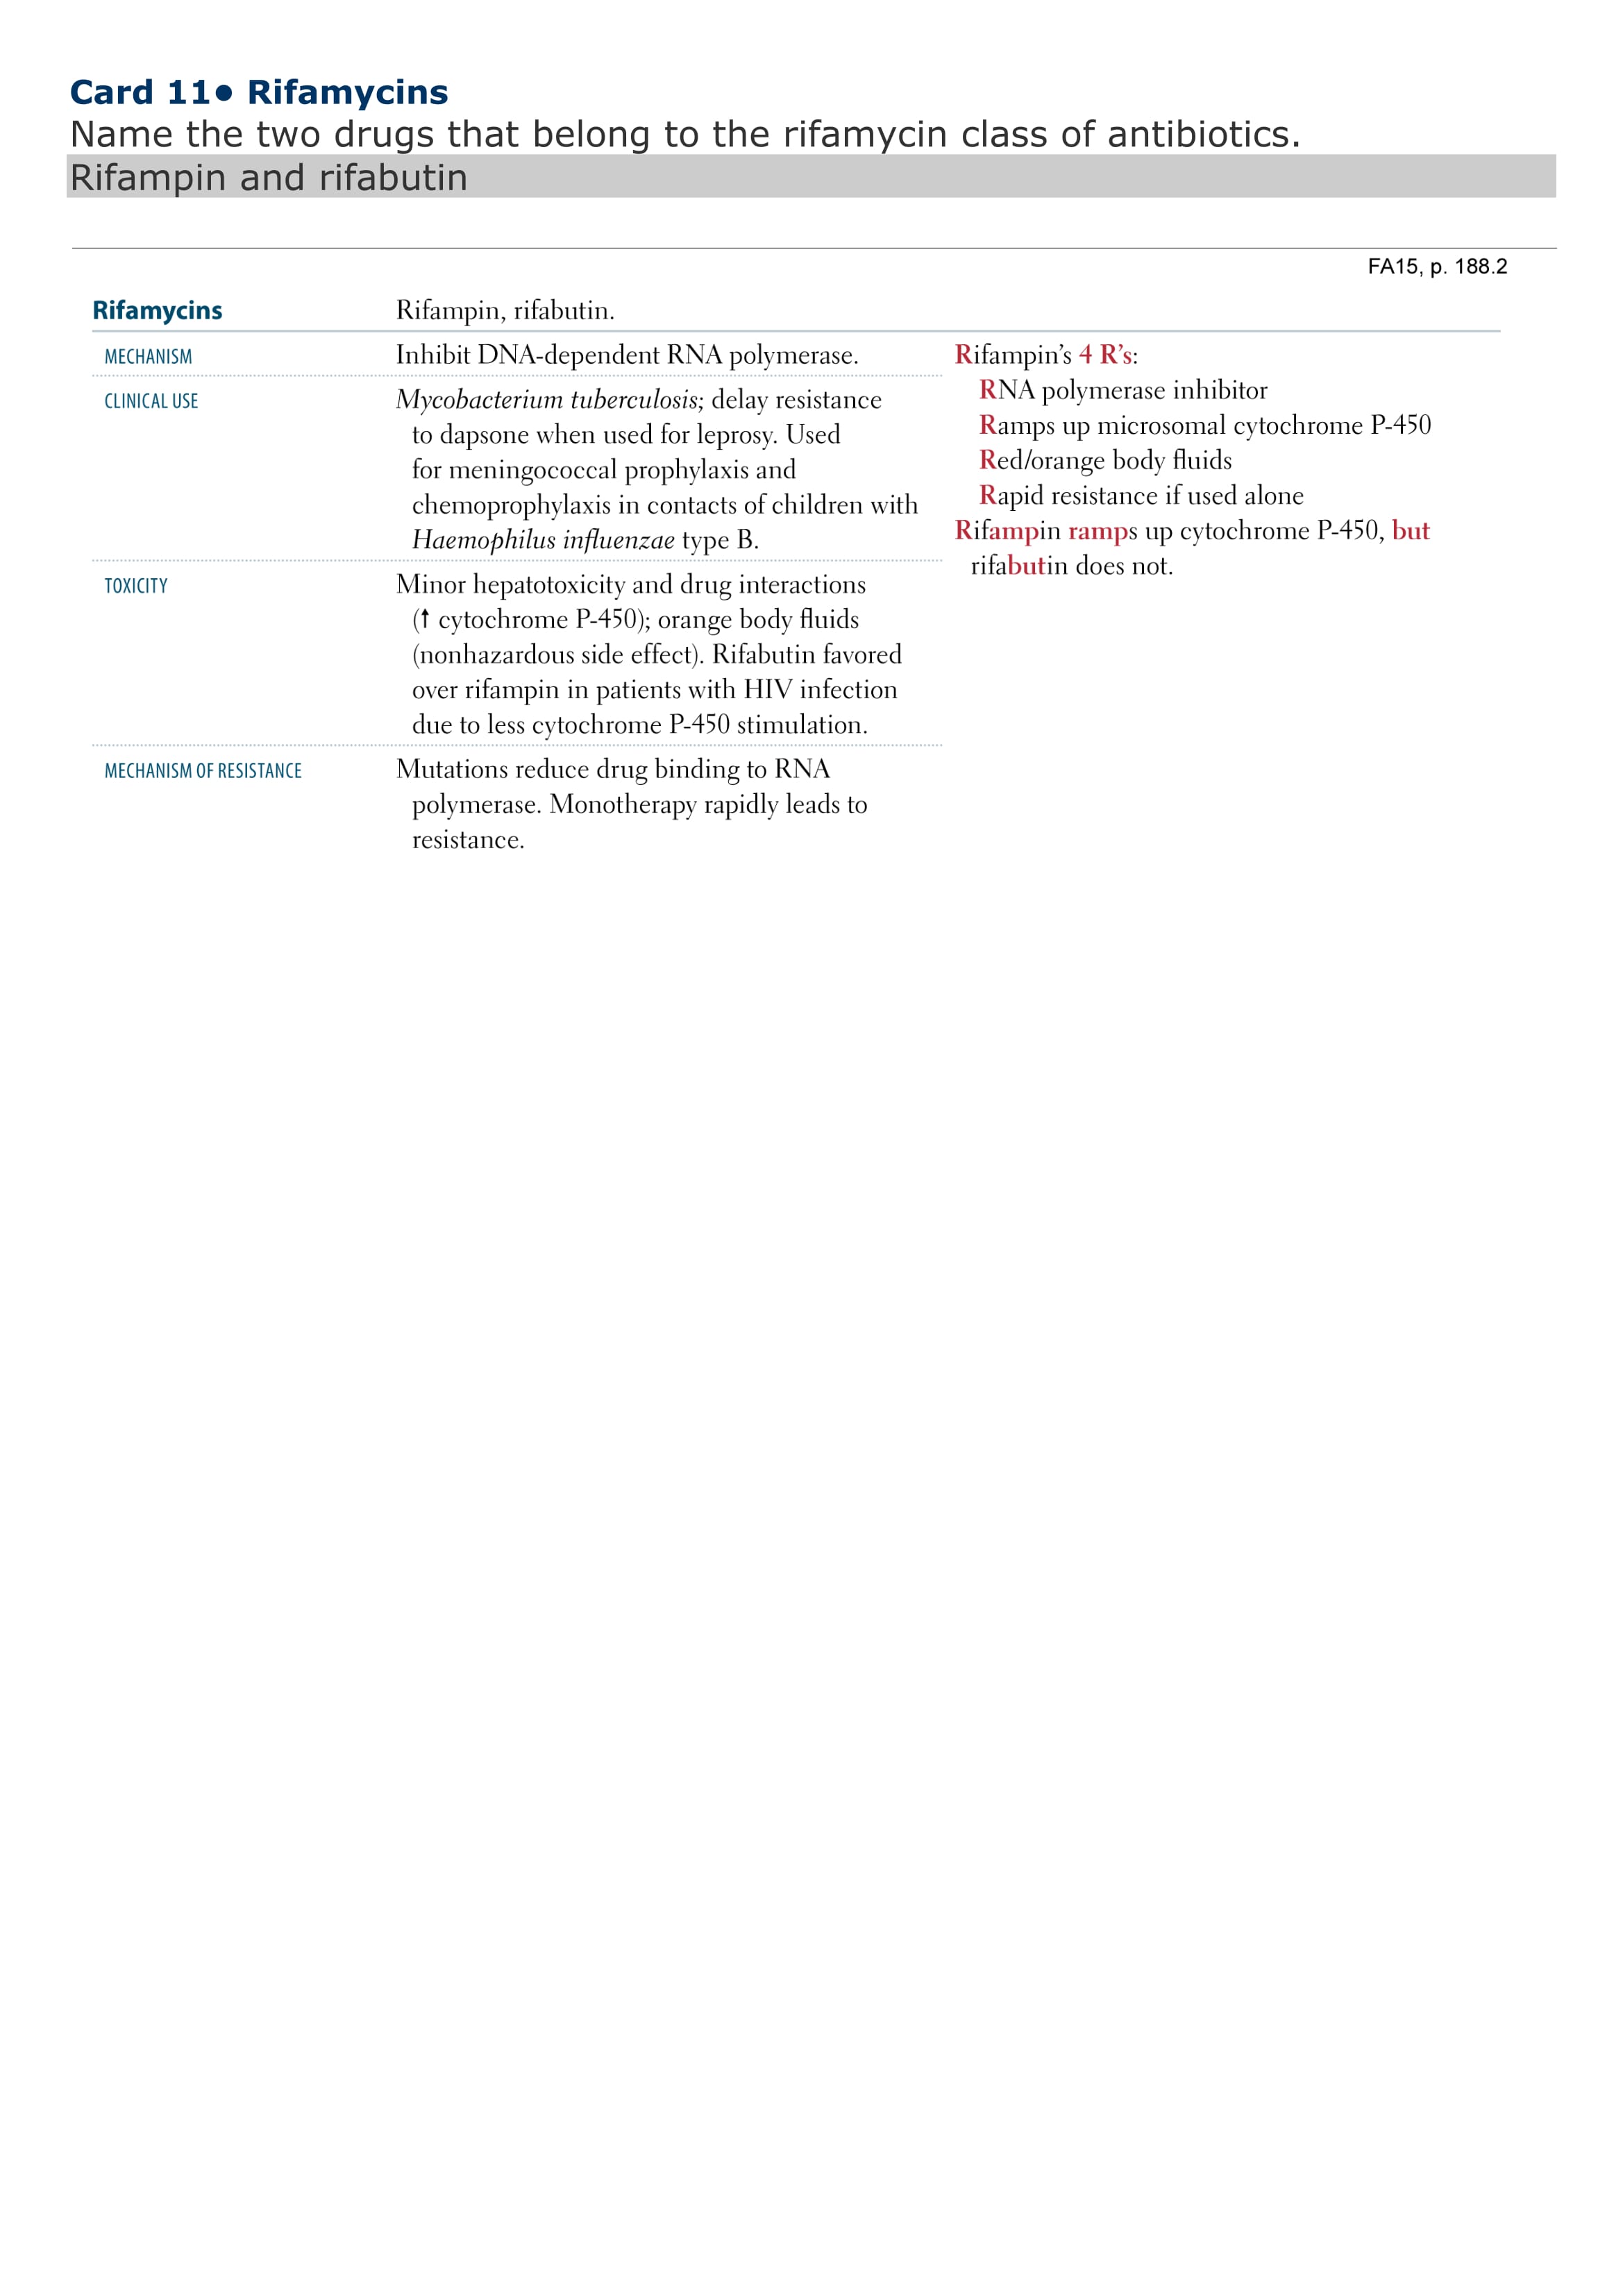 Card 11● Rifamycins
Name the two drugs that belong to the rifamycin class of antibiotics.
Rifampin and rifabutin
FA15, p. 188.2
Rifamycins
Rifampin, rifabutin.
MECHANISM
Inhibit DNA-dependent RNA polymerase.
CLINICAL USE
Mycobacterium tuberculosis; delay resistance
to dapsone when used for leprosy. Used
for meningococcal prophylaxis and
chemoprophylaxis in contacts of children with
Haemophilus influenzae type B.
TOXICITY
Minor hepatotoxicity and drug interactions
(↑ cytochrome P-450); orange body fluids
(nonhazardous side effect). Rifabutin favored
over rifampin in patients with HIV infection
due to less cytochrome P-450 stimulation.
MECHANISM OF RESISTANCE
Mutations reduce drug binding to RNA
polymerase. Monotherapy rapidly leads to
resistance.
Rifampin's 4 R's:
RNA polymerase inhibitor
Ramps up microsomal cytochrome P-450
Red/orange body fluids
Rapid resistance if used alone
Rifampin ramps up cytochrome P-450, but
rifabutin does not.